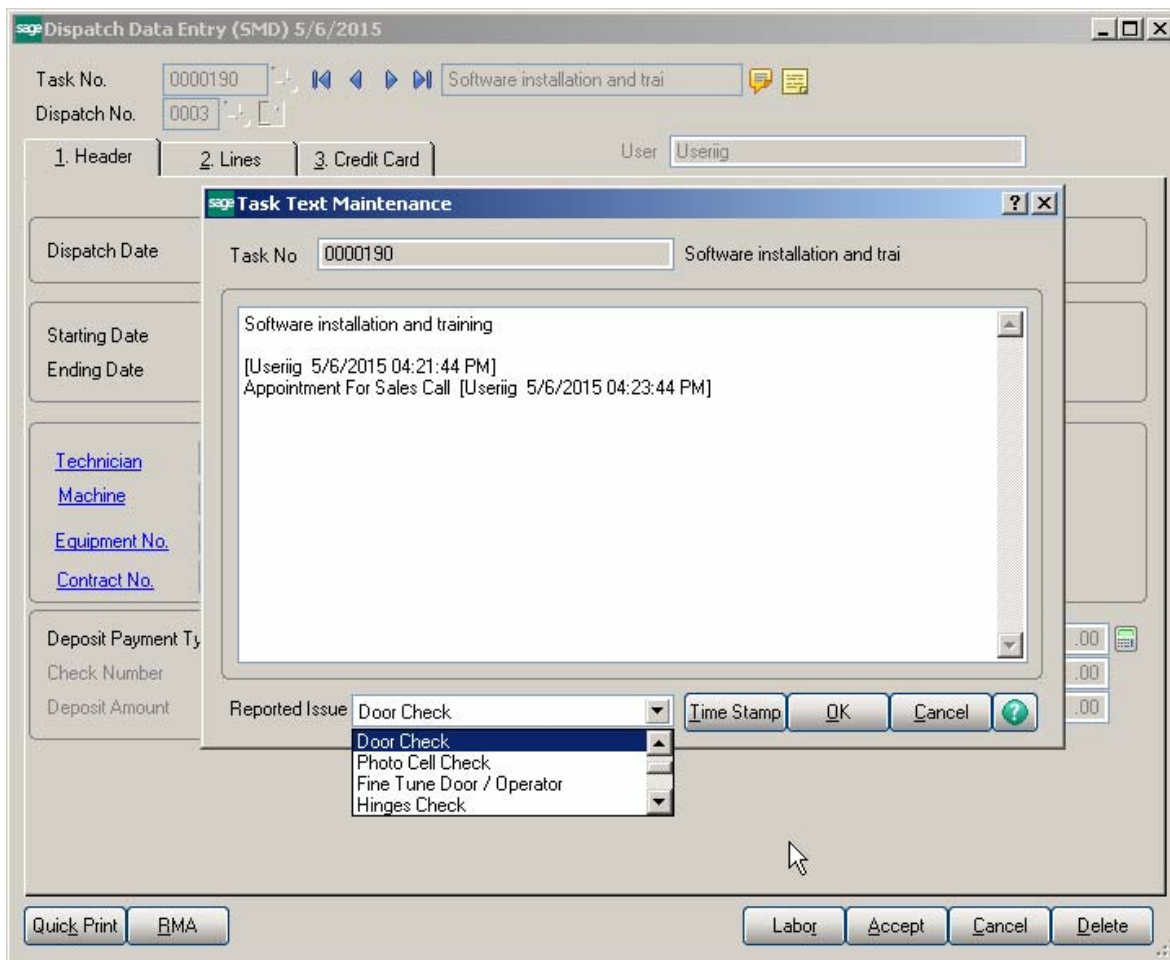 sage Dispatch Data Entry (SMD) 5/6/2015
Task No. 0000190 Software installation and trai
Dispatch No. 0003
1. Header 2. Lines 3. Credit Card User Useriig
sage Task Text Maintenance
Task No 0000190 Software installation and trai
Dispatch Date
Software installation and training
Starting Date
[Useriig 5/6/2015 04:21:44 PM]
Ending Date
Appointment For Sales Call [Useriig 5/6/2015 04:23:44 PM]
Technician
Machine
Equipment No.
Contract No.
Deposit Payment Ty .00
Check Number .00
Deposit Amount .00
Reported Issue Door Check Time Stamp OK Cancel ?
Door Check
Photo Cell Check
Fine Tune Door / Operator
Hinges Check
Quick Print RMA Labor Accept Cancel Delete